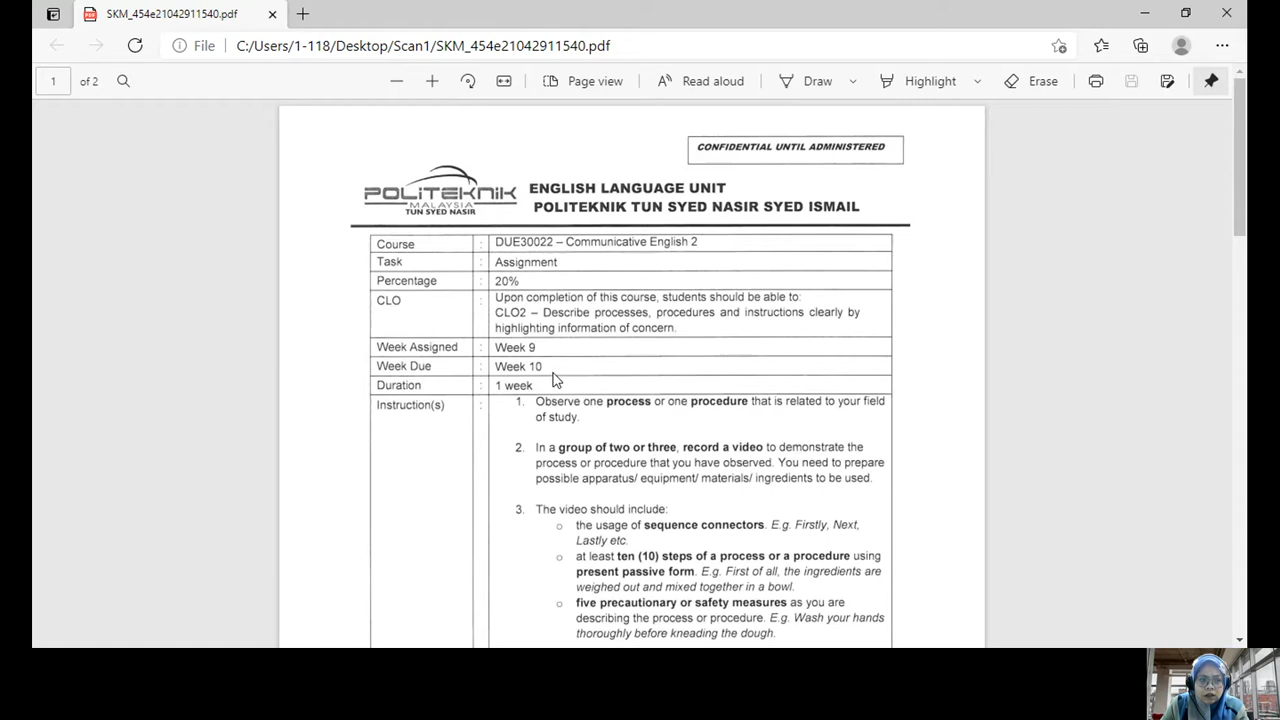 SKM_454e21042911540.pdf
File C:/Users/1-118/Desktop/Scan1/SKM_454e21042911540.pdf
1 of 2 Page view Read aloud Draw Highlight Erase
CONFIDENTIAL UNTIL ADMINISTERED
POLITEKNIK
MALAYSIA
TUN SYED NASIR
ENGLISH LANGUAGE UNIT
POLITEKNIK TUN SYED NASIR SYED ISMAIL
Course : DUE30022 – Communicative English 2
Task : Assignment
Percentage : 20%
CLO : Upon completion of this course, students should be able to:
CLO2 – Describe processes, procedures and instructions clearly by
highlighting information of concern.
Week Assigned : Week 9
Week Due : Week 10
Duration : 1 week
Instruction(s) : 1. Observe one process or one procedure that is related to your field
of study.
2. In a group of two or three, record a video to demonstrate the
process or procedure that you have observed. You need to prepare
possible apparatus/ equipment/ materials/ ingredients to be used.
3. The video should include:
o the usage of sequence connectors. E.g. Firstly, Next,
Lastly etc.
o at least ten (10) steps of a process or a procedure using
present passive form. E.g. First of all, the ingredients are
weighed out and mixed together in a bowl.
o five precautionary or safety measures as you are
describing the process or procedure. E.g. Wash your hands
thoroughly before kneading the dough.